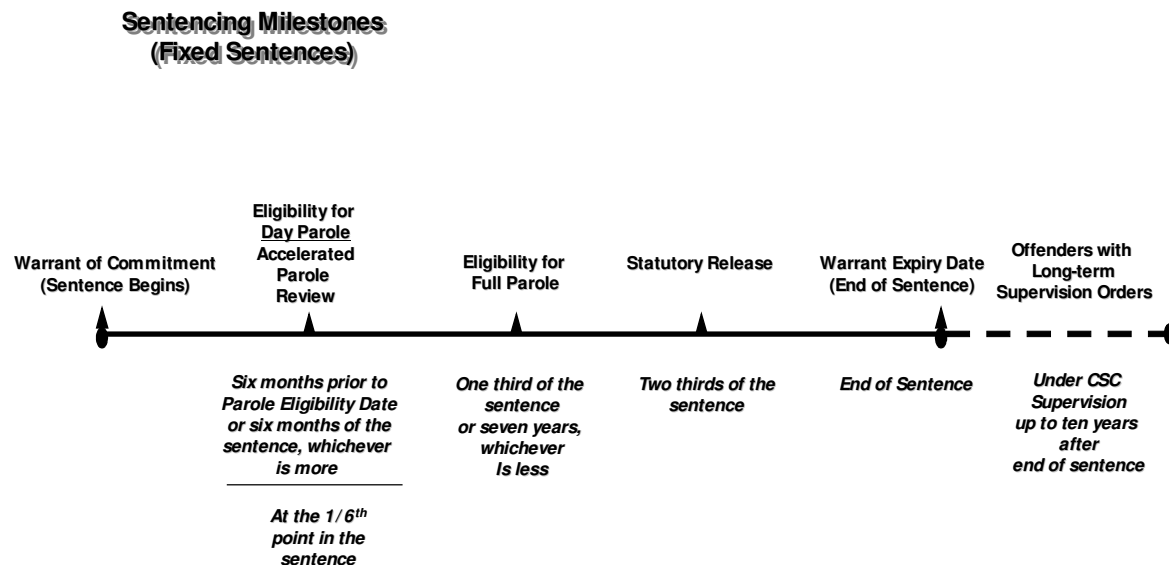 Sentencing Milestones
(Fixed Sentences)
Warrant of Commitment
(Sentence Begins)
Eligibility for
Day Parole
Accelerated
Parole
Review
Eligibility for
Full Parole
Statutory Release
Warrant Expiry Date
(End of Sentence)
Offenders with
Long-term
Supervision Orders
Six months prior to
Parole Eligibility Date
or six months of the
sentence, whichever
is more
At the 1/6th
point in the
sentence
One third of the
sentence
or seven years,
whichever
Is less
Two thirds of the
sentence
End of Sentence
Under CSC
Supervision
up to ten years
after
end of sentence